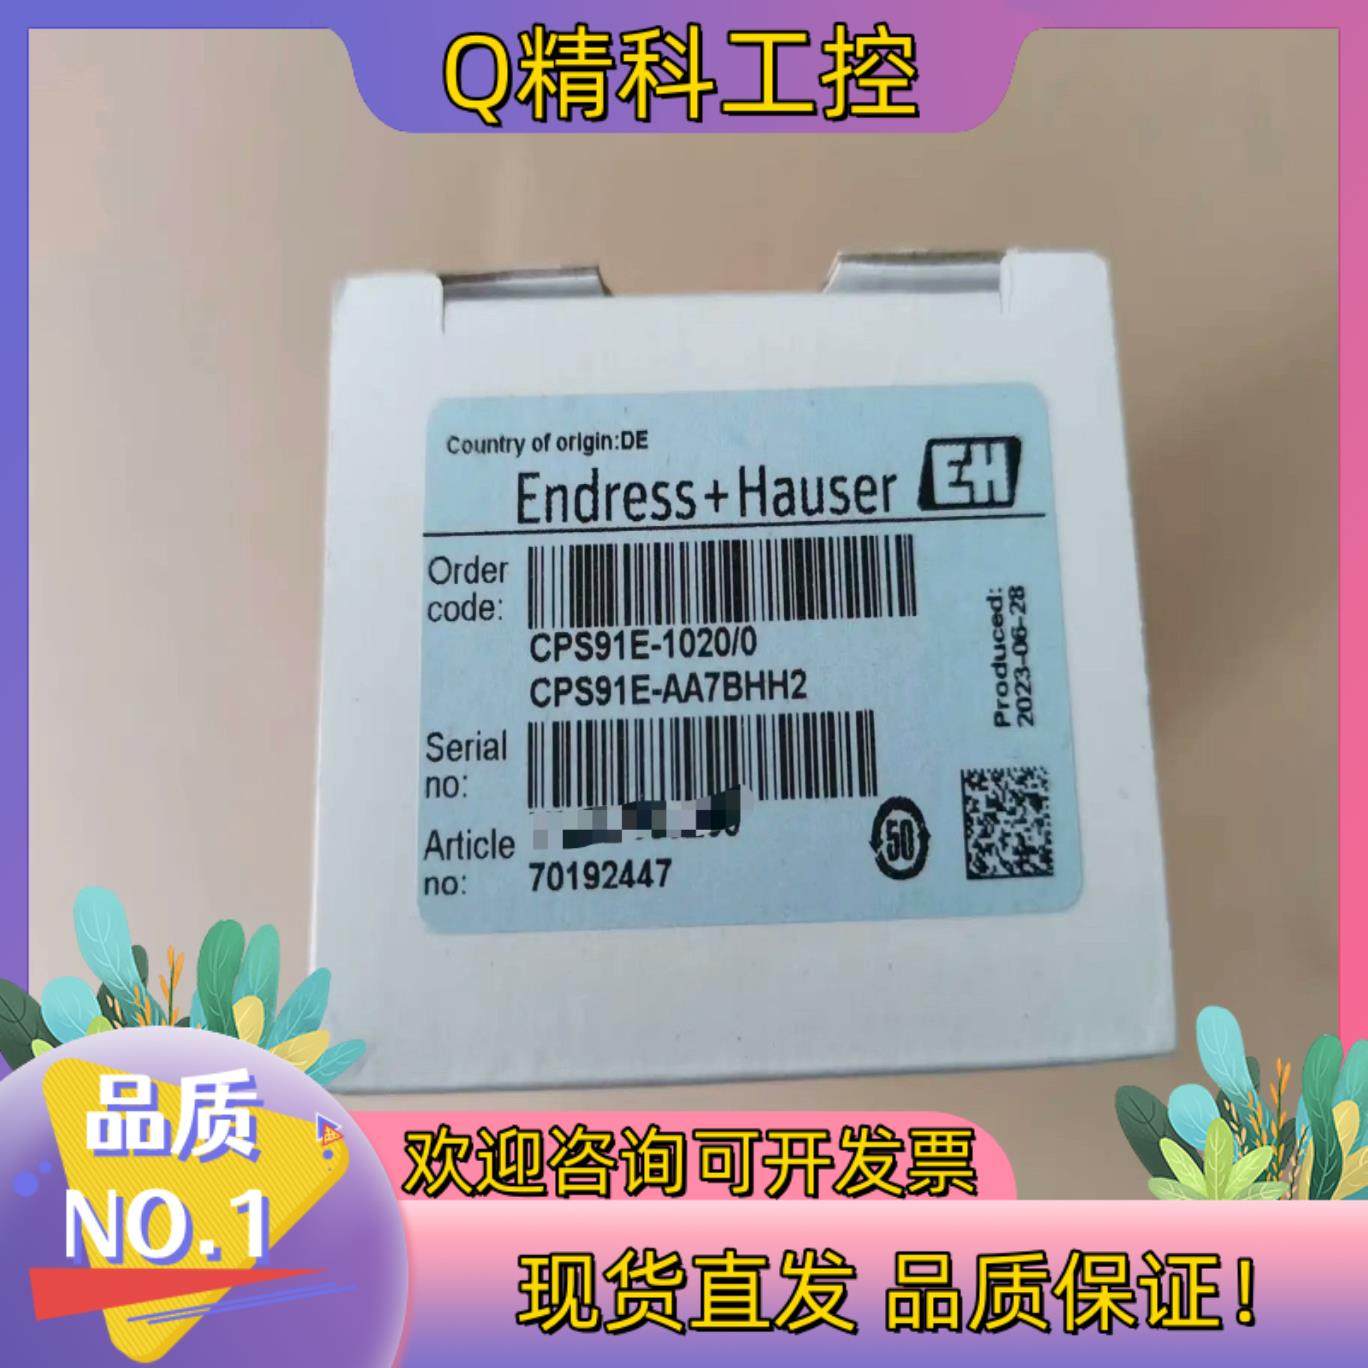 Q精科工控
Country of origin:DE
Endress+Hauser EH
Order code:
CPS91E-1020/0
CPS91E-AA7BHH2
Produced:
2023-06-28
Serial no:
Article no:
70192447
50
品质
NO.1
欢迎咨询可开发票
现货直发 品质保证!